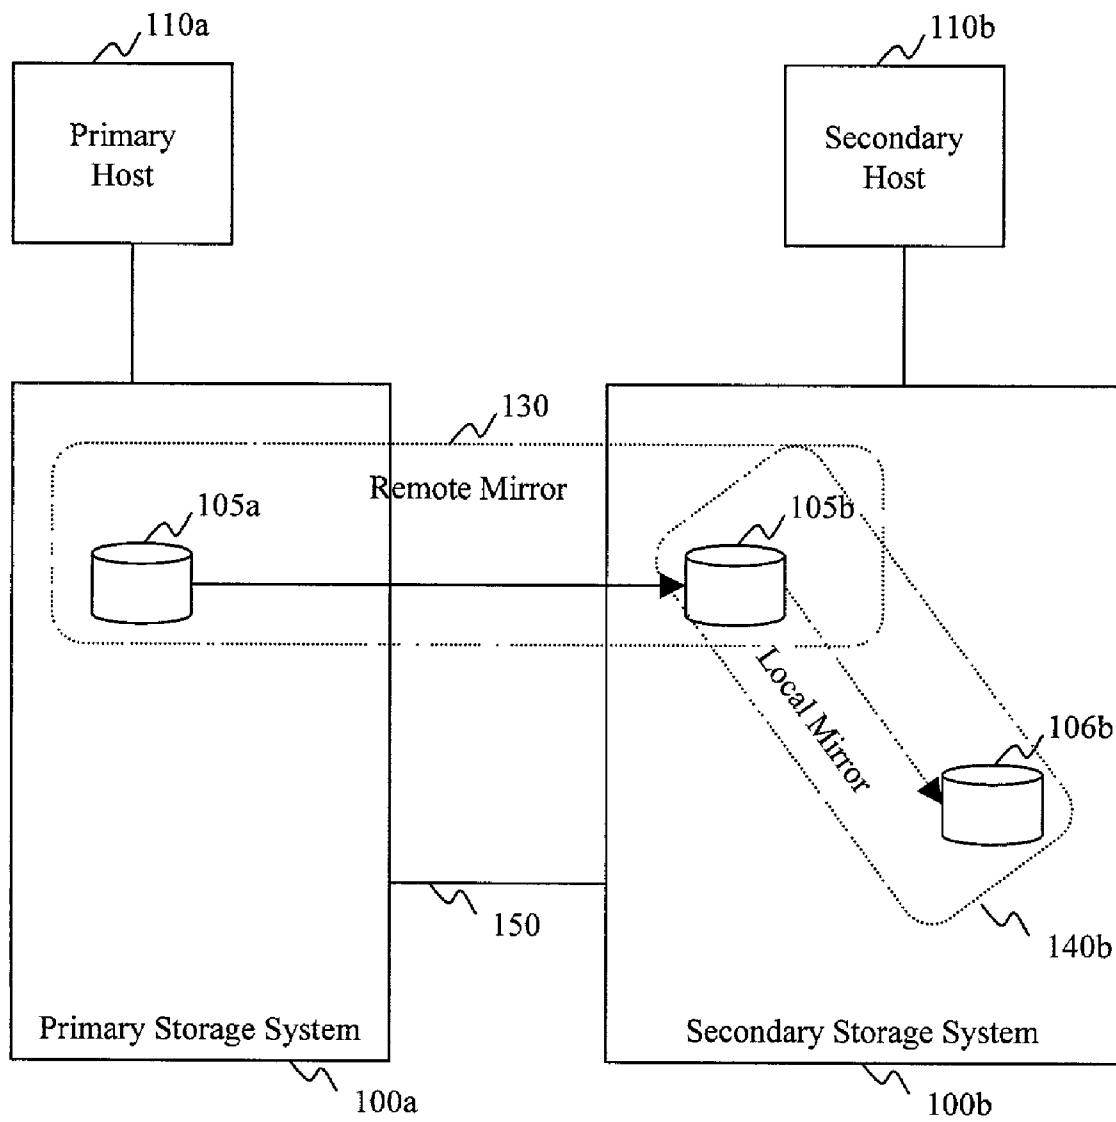 110a
110b
Primary
Host
Secondary
Host
130
Remote Mirror
105a
105b
Local Mirror
106b
150
140b
Primary Storage System
Secondary Storage System
100a
100b